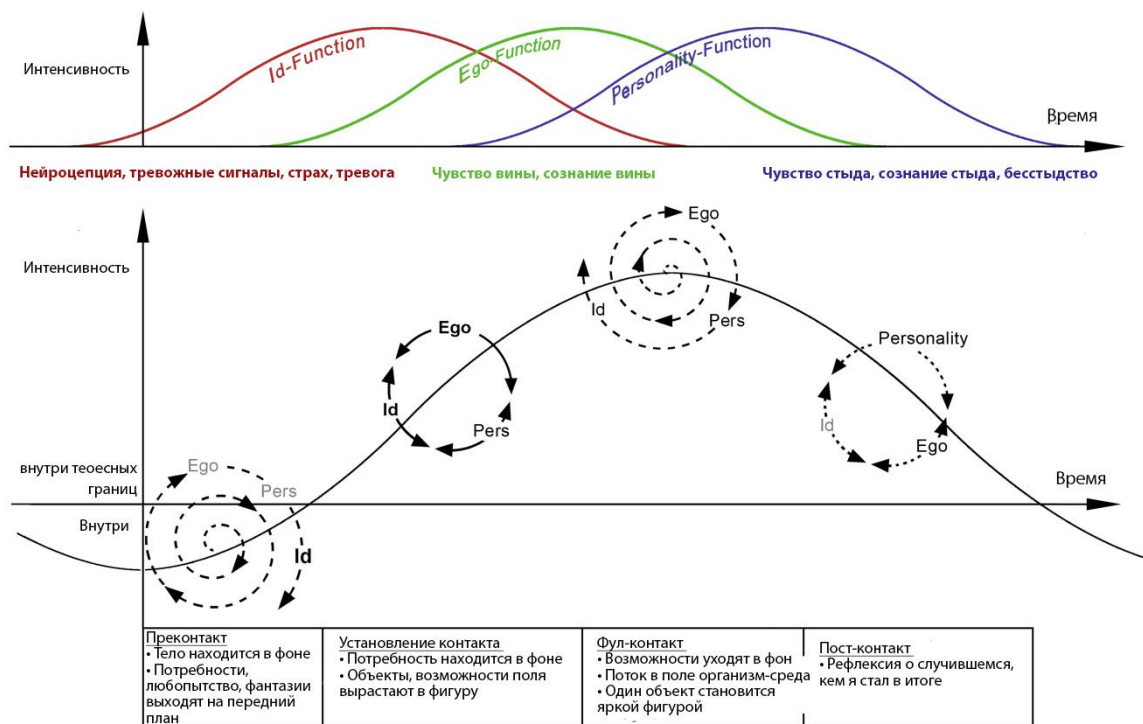 Интенсивность
Id-Function
Ego-Function
Personality-Function
Время
Нейроцепция, тревожные сигналы, страх, тревога
Чувство вины, сознание вины
Чувство стыда, сознание стыда, бесстыдство
Интенсивность
Ego
Id
Pers
Ego
Id
Pers
Personality
Id
Ego
внутри теоесных
границ
Внутри
Ego
Pers
Id
Время
Преконтакт
• Тело находится в фоне
• Потребности,
любопытство, фантазии
выходят на передний
план
Установление контакта
• Потребность находится в фоне
• Объекты, возможности поля
вырастают в фигуру
Фул-контакт
• Возможности уходят в фон
• Поток в поле организм-среда
• Один объект становится
яркой фигурой
Пост-контакт
• Рефлексия о случившемся,
кем я стал в итоге